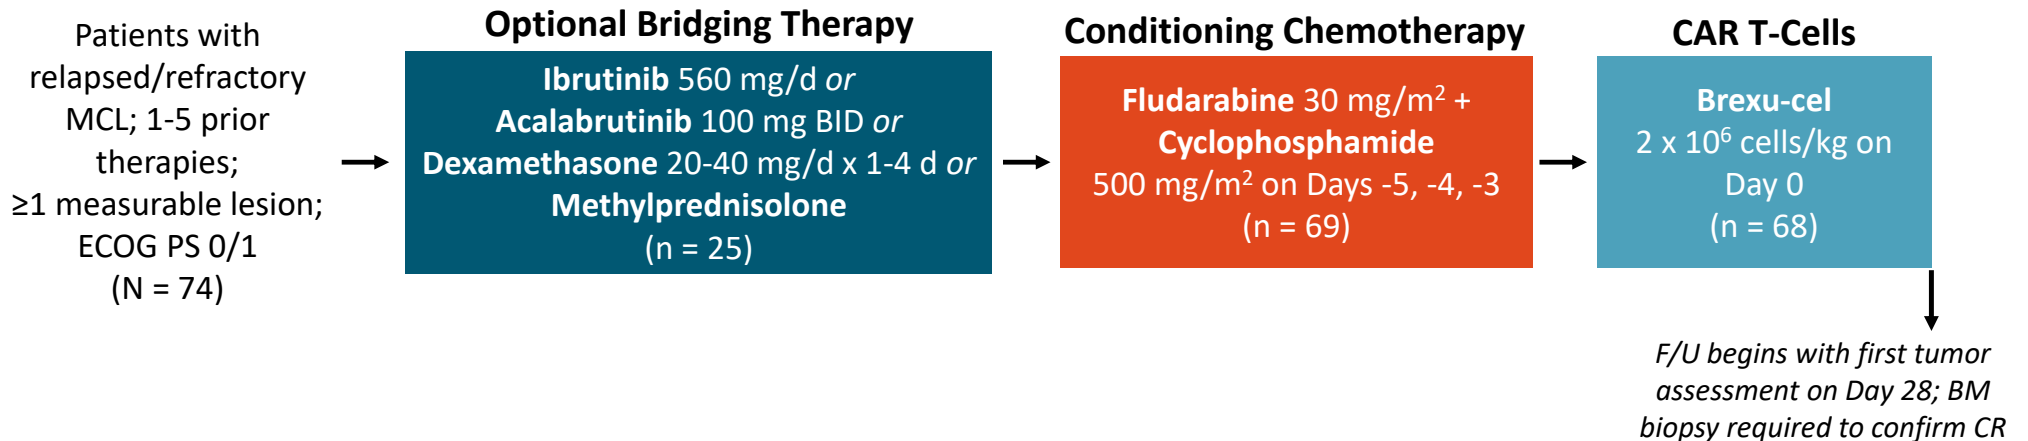 Patients with
relapsed/refractory
MCL; 1-5 prior
therapies;
≥1 measurable lesion;
ECOG PS 0/1
(N = 74)
Optional Bridging Therapy
Ibrutinib 560 mg/d or
Acalabrutinib 100 mg BID or
Dexamethasone 20-40 mg/d x 1-4 d or
Methylprednisolone
(n = 25)
Conditioning Chemotherapy
Fludarabine 30 mg/m² +
Cyclophosphamide
500 mg/m² on Days -5, -4, -3
(n = 69)
CAR T-Cells
Brexu-cel
2 x 10⁶ cells/kg on
Day 0
(n = 68)
F/U begins with first tumor
assessment on Day 28; BM
biopsy required to confirm CR